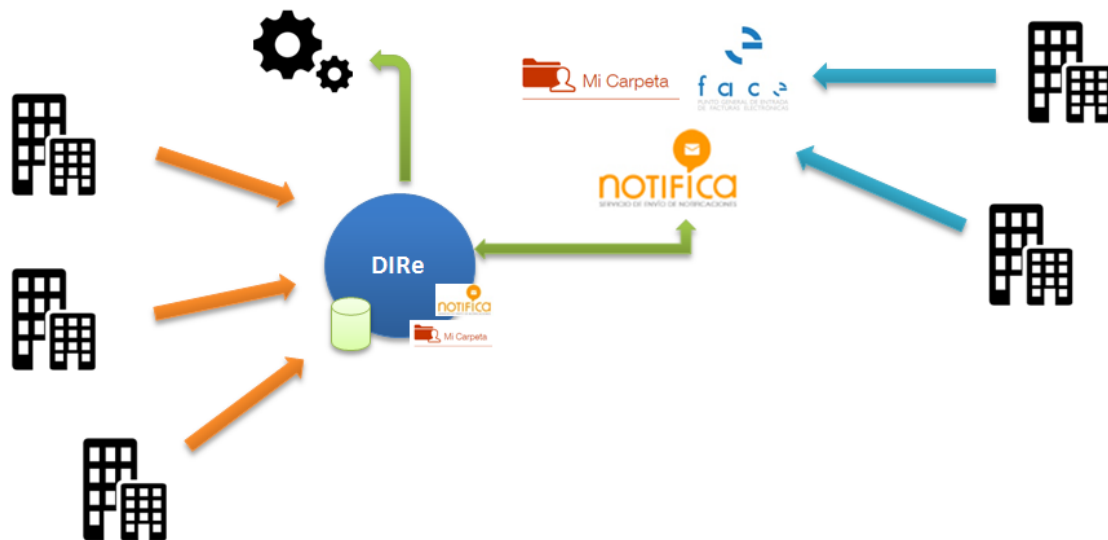 Mi Carpeta
face
PUNTO GENERAL DE ENTRADA
DE FACTURAS ELECTRÓNICAS
NOTIFICA
SERVICIO DE ENVÍO DE NOTIFICACIONES
DIRe
NOTIFICA
Mi Carpeta